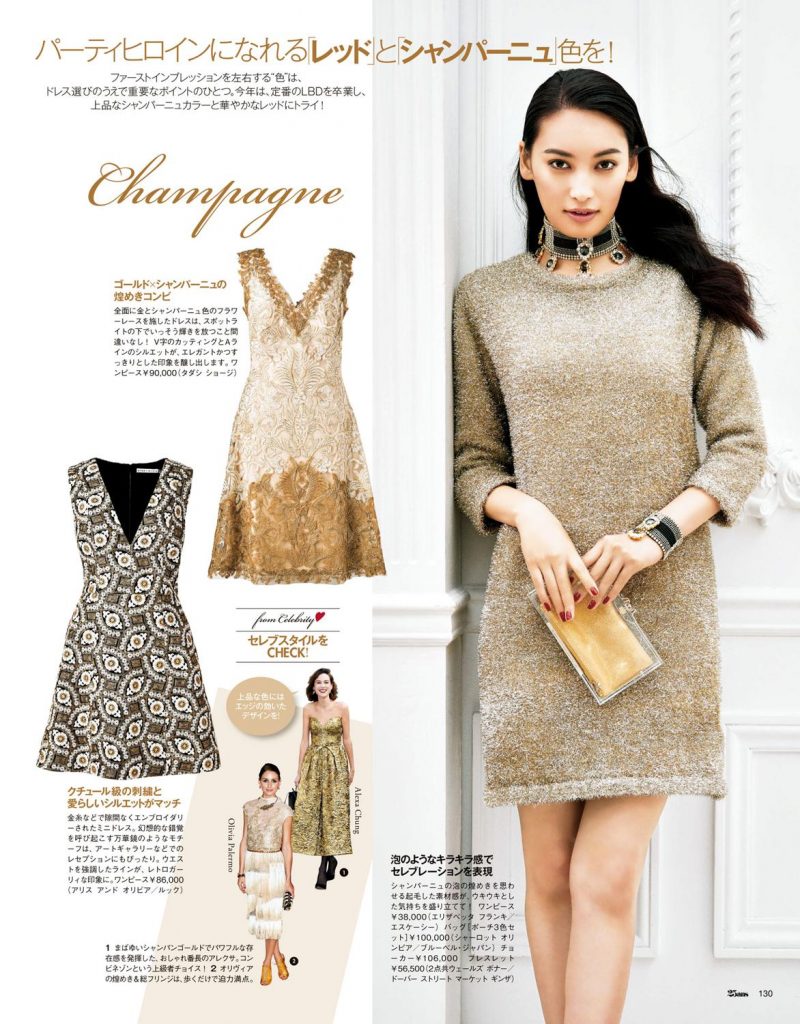 パーティヒロインになれる「レッド」と「シャンパーニュ」色を!
ファーストインプレッションを左右する“色”は、
ドレス選びのうえで重要なポイントのひとつ。今年は、定番のLBDを卒業し、
上品なシャンパーニュカラーと華やかなレッドにトライ!
Champagne
ゴールド×シャンパーニュの
煌めきコンビ
全面に金とシャンパーニュ色のフラワ
ーレースを施したドレスは、スポットラ
イトの下でいっそう輝きを放つこと間
違いなし! V字のカッティングとAラ
インのシルエットが、エレガントかつす
っきりとした印象を醸し出します。ワ
ンピース¥90,000(タダシ ショージ)
from Celebrity
セレブスタイルを
CHECK!
上品な色には
エッジの効いた
デザインを!
Alexa Chung
1
Olivia Palermo
2
クチュール級の刺繍と
愛らしいシルエットがマッチ
金糸などで隙間なくエンブロイダリ
ーされたミニドレス。幻想的な錯覚
を呼び起こす万華鏡のようなモチ
ーフは、アートギャラリーなどでの
レセプションにもぴったり。ウエス
トを強調したラインが、レトロガー
リィな印象に。ワンピース¥86,000
(アリス アンド オリビア/ルック)
1 まばゆいシャンパンゴールドでパワフルな存
在感を発揮した、おしゃれ番長のアレクサ。コン
ビネゾンという上級者チョイス! 2 オリヴィア
の煌めき&総フリンジは、歩くだけで迫力満点。
泡のようなキラキラ感で
セレブレーションを表現
シャンパーニュの泡の煌めきを思わ
せる起毛した素材感が、ウキウキとし
た気持ちを盛り立てて! ワンピース
¥38,000(エリザベッタ フランキ/
エスケーシー) バッグ[ポーチ3色セ
ット]¥100,000(シャーロット オリ
ンピア/ブルーベル・ジャパン) チョ
ーカー¥106,000 ブレスレット
¥56,500(2点共ウェールズ ボナー/
ドーバー ストリート マーケット ギンザ)
25ans 130